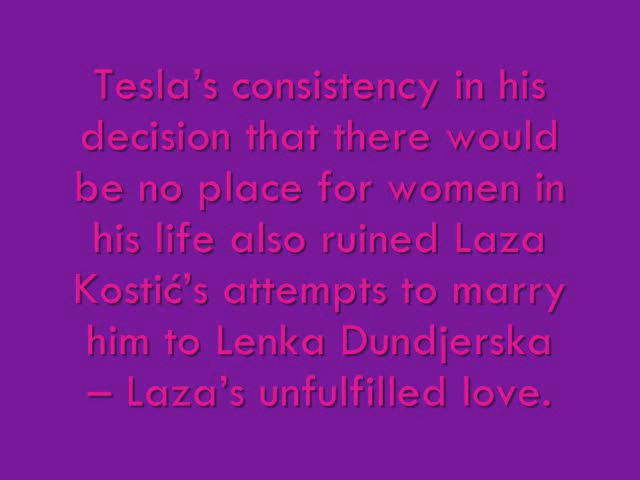 Tesla’s consistency in his
decision that there would
be no place for women in
his life also ruined Laza
Kostić’s attempts to marry
him to Lenka Dundjerska
– Laza’s unfulfilled love.